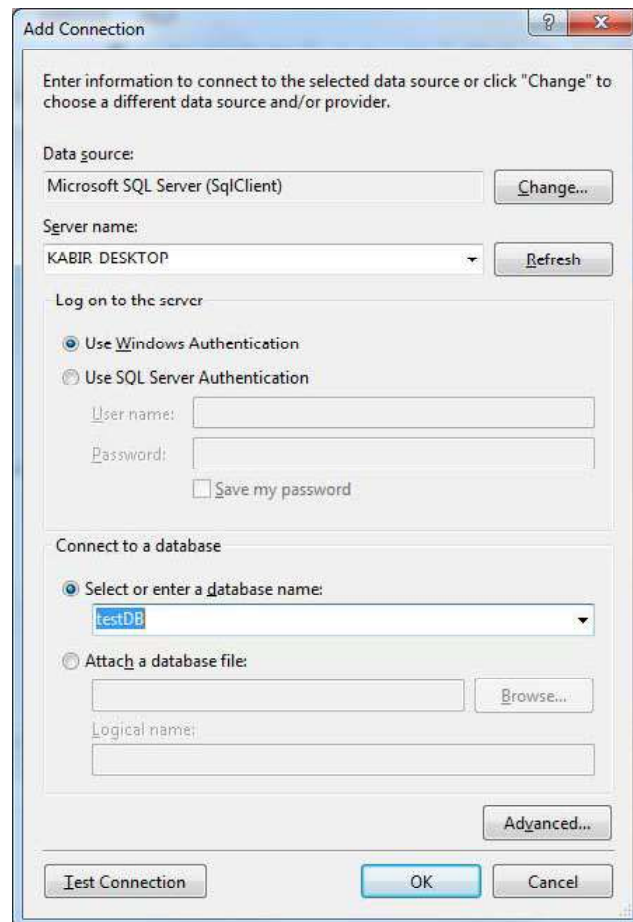 Add Connection
Enter information to connect to the selected data source or click "Change" to
choose a different data source and/or provider.
Data source:
Microsoft SQL Server (SqlClient)
Change...
Server name:
KABIR DESKTOP
Refresh
Log on to the server
Use Windows Authentication
Use SQL Server Authentication
User name:
Password:
Save my password
Connect to a database
Select or enter a database name:
testDB
Attach a database file:
Browse...
Logical name:
Advanced...
Test Connection
OK
Cancel